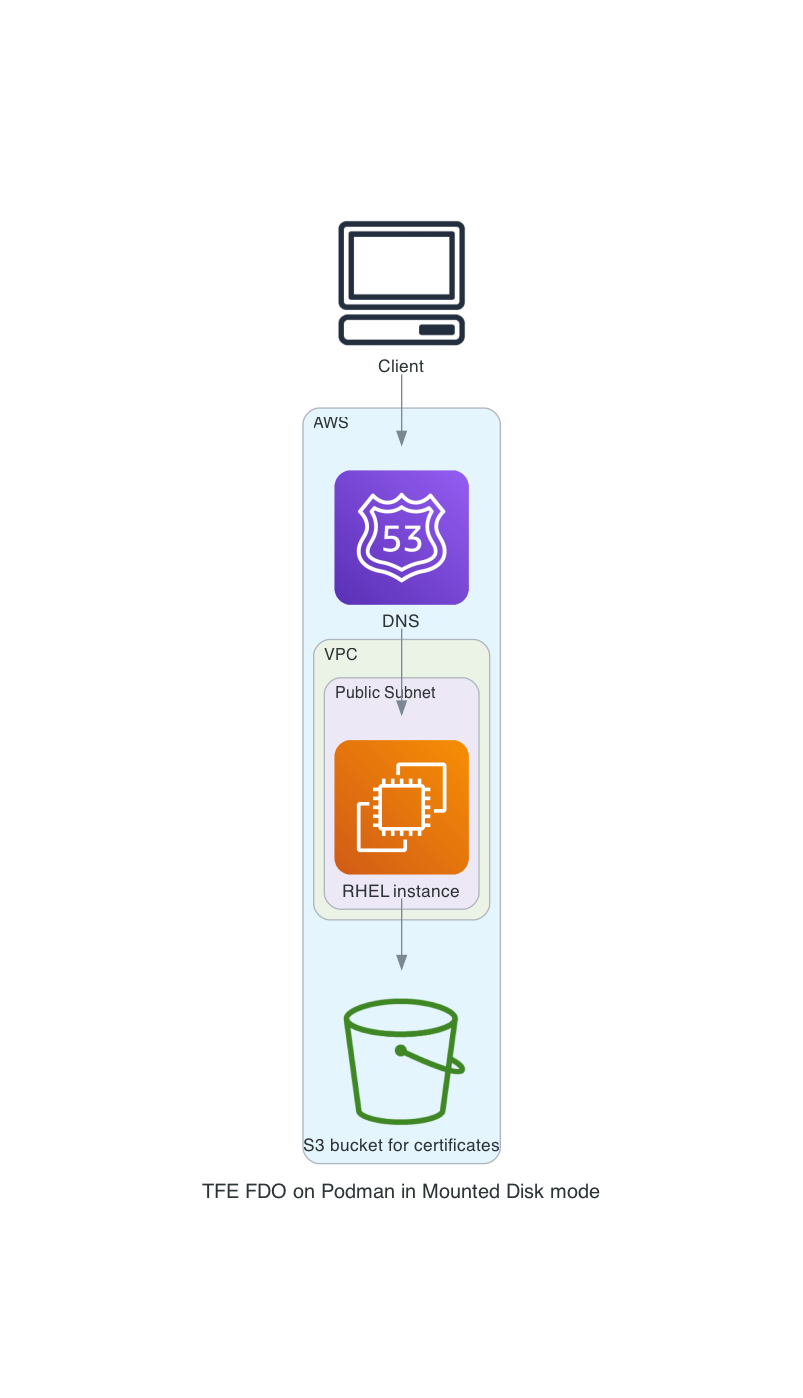 Client
AWS
53
DNS
VPC
Public Subnet
RHEL instance
S3 bucket for certificates
TFE FDO on Podman in Mounted Disk mode